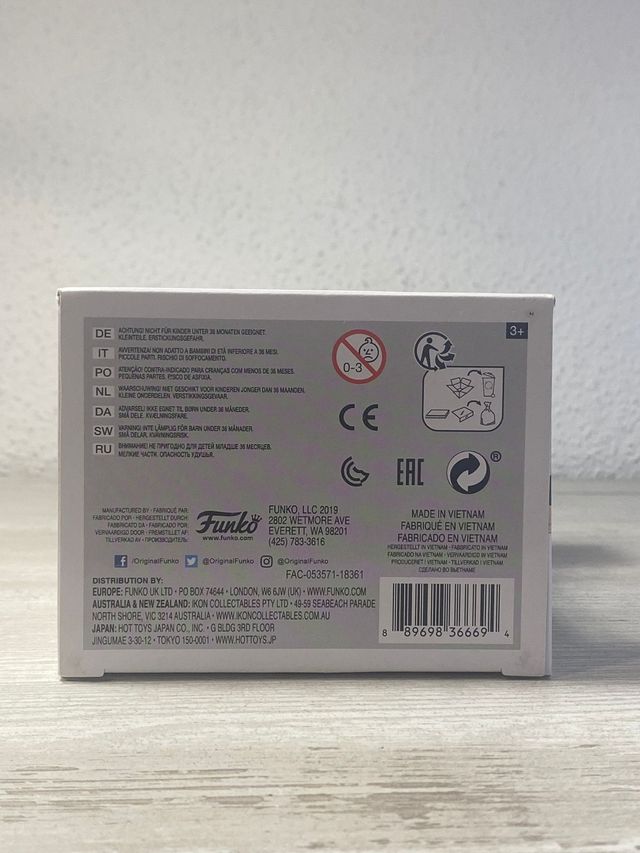 3+
DE ACHTUNG! NICHT FÜR KINDER UNTER 36 MONATEN GEEIGNET.
KLEINTEILE. ERSTICKUNGSGEFAHR.
IT AVVERTENZA! NON ADATTO A BAMBINI DI ETÀ INFERIORE A 36 MESI.
PICCOLE PARTI. RISCHIO DI SOFFOCAMENTO.
PO ATENÇÃO! CONTRA-INDICADO PARA CRIANÇAS COM MENOS DE 36 MESES.
PEQUENAS PARTES. RISCO DE ASFIXIA.
NL WAARSCHUWING! NIET GESCHIKT VOOR KINDEREN JONGER DAN 36 MAANDEN.
KLEINE ONDERDELEN. VERSTIKKINGSGEVAAR.
DA ADVARSEL! IKKE EGNET TIL BØRN UNDER 36 MÅNEDER.
SMÅ DELE. KVÆLNINGSFARE.
SW VARNING! INTE LÄMPLIG FÖR BARN UNDER 36 MÅNADER.
SMÅ DELAR. KVÄVNINGSRISK.
RU ВНИМАНИЕ! НЕ ПРИГОДНО ДЛЯ ДЕТЕЙ МЛАДШЕ 36 МЕСЯЦЕВ.
МЕЛКИЕ ЧАСТИ. ОПАСНОСТЬ УДУШЬЯ.
0-3
CE
EAC
®
MANUFACTURED BY · FABRIQUÉ PAR
FABRICADO POR · HERGESTELLT DURCH
FABBRICATO DA · FABRICADO POR
VERVAARDIGD DOOR · FREMSTILLET AF
TILLVERKAD AV · ПРОИЗВОДИТЕЛЬ:
Funko
www.funko.com
FUNKO, LLC 2019
2802 WETMORE AVE
EVERETT, WA 98201
(425) 783-3616
MADE IN VIETNAM
FABRIQUÉ EN VIETNAM
FABRICADO EN VIETNAM
HERGESTELLT IN VIETNAM · FABBRICATO IN VIETNAM
FABRICADO NA VIETNAM · VERVAARDIGD IN VIETNAM
PRODUCERET I VIETNAM · TILLVERKAD I VIETNAM
СДЕЛАНО ВО ВЬЕТНАМЕ
/OriginalFunko @OriginalFunko @OriginalFunko
FAC-053571-18361
DISTRIBUTION BY:
EUROPE: FUNKO UK LTD · PO BOX 74644 · LONDON, W6 6JW (UK) · WWW.FUNKO.COM
AUSTRALIA & NEW ZEALAND: IKON COLLECTABLES PTY LTD · 49-59 SEABEACH PARADE
NORTH SHORE, VIC 3214 AUSTRALIA · WWW.IKONCOLLECTABLES.COM.AU
JAPAN: HOT TOYS JAPAN CO., INC. · G BLDG 3RD FLOOR
JINGUMAE 3-30-12 · TOKYO 150-0001 · WWW.HOTTOYS.JP
8 89698 36669 4